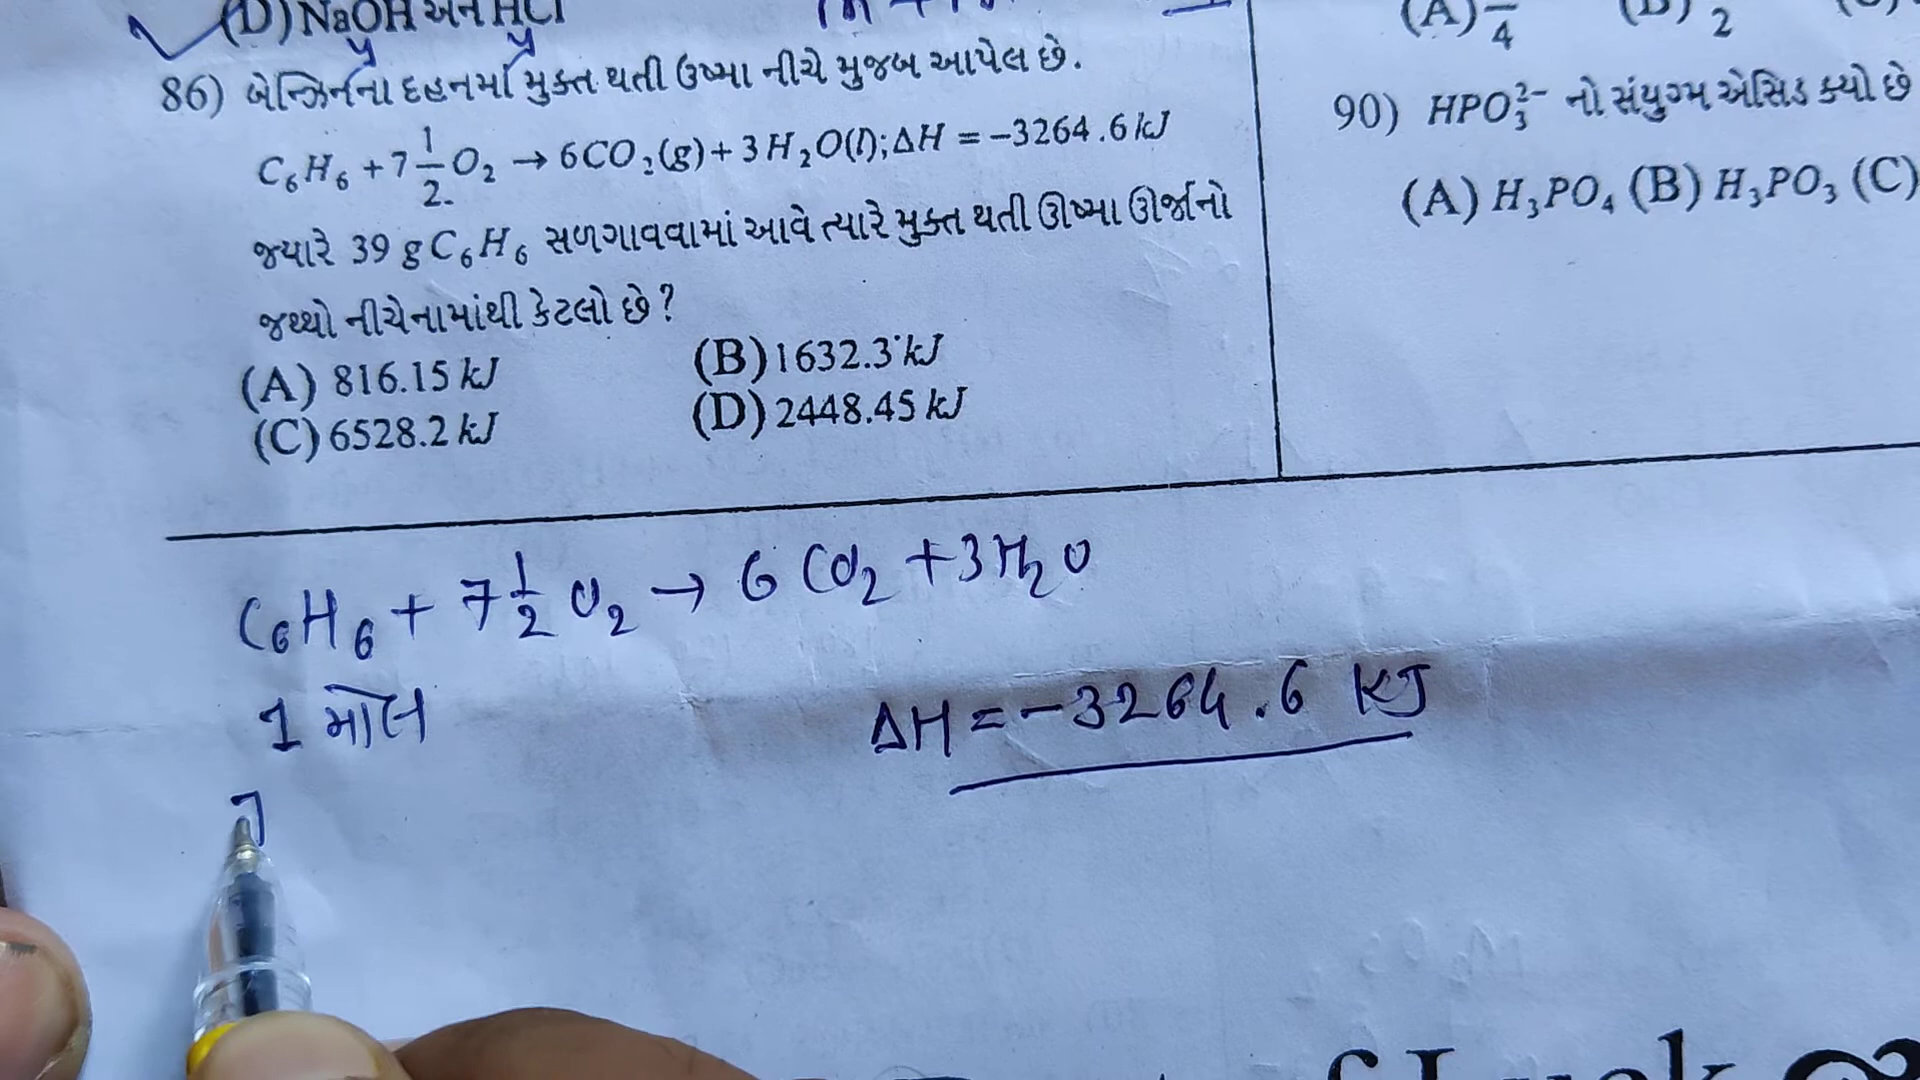 (D) NaOH અને HCl
86) બેન્ઝિનના દહનમાં મુક્ત થતી ઉષ્મા નીચે મુજબ આપેલ છે.
C₆H₆ + 7 1/2 O₂ → 6CO₂(g) + 3H₂O(l); ΔH = −3264.6 kJ
જ્યારે 39 g C₆H₆ સળગાવવામાં આવે ત્યારે મુક્ત થતી ઊષ્મા ઊર્જાનો
જથ્થો નીચેનામાંથી કેટલો છે?
(A) 816.15 kJ (B) 1632.3 kJ
(C) 6528.2 kJ (D) 2448.45 kJ
(A) 4 (B) 2
90) HPO₃²⁻ નો સંયુગ્મ એસિડ ક્યો છે
(A) H₃PO₄ (B) H₃PO₃ (C)
C₆H₆ + 7 1/2 O₂ → 6 CO₂ + 3H₂O
1 મોલ ΔH = −3264.6 KJ